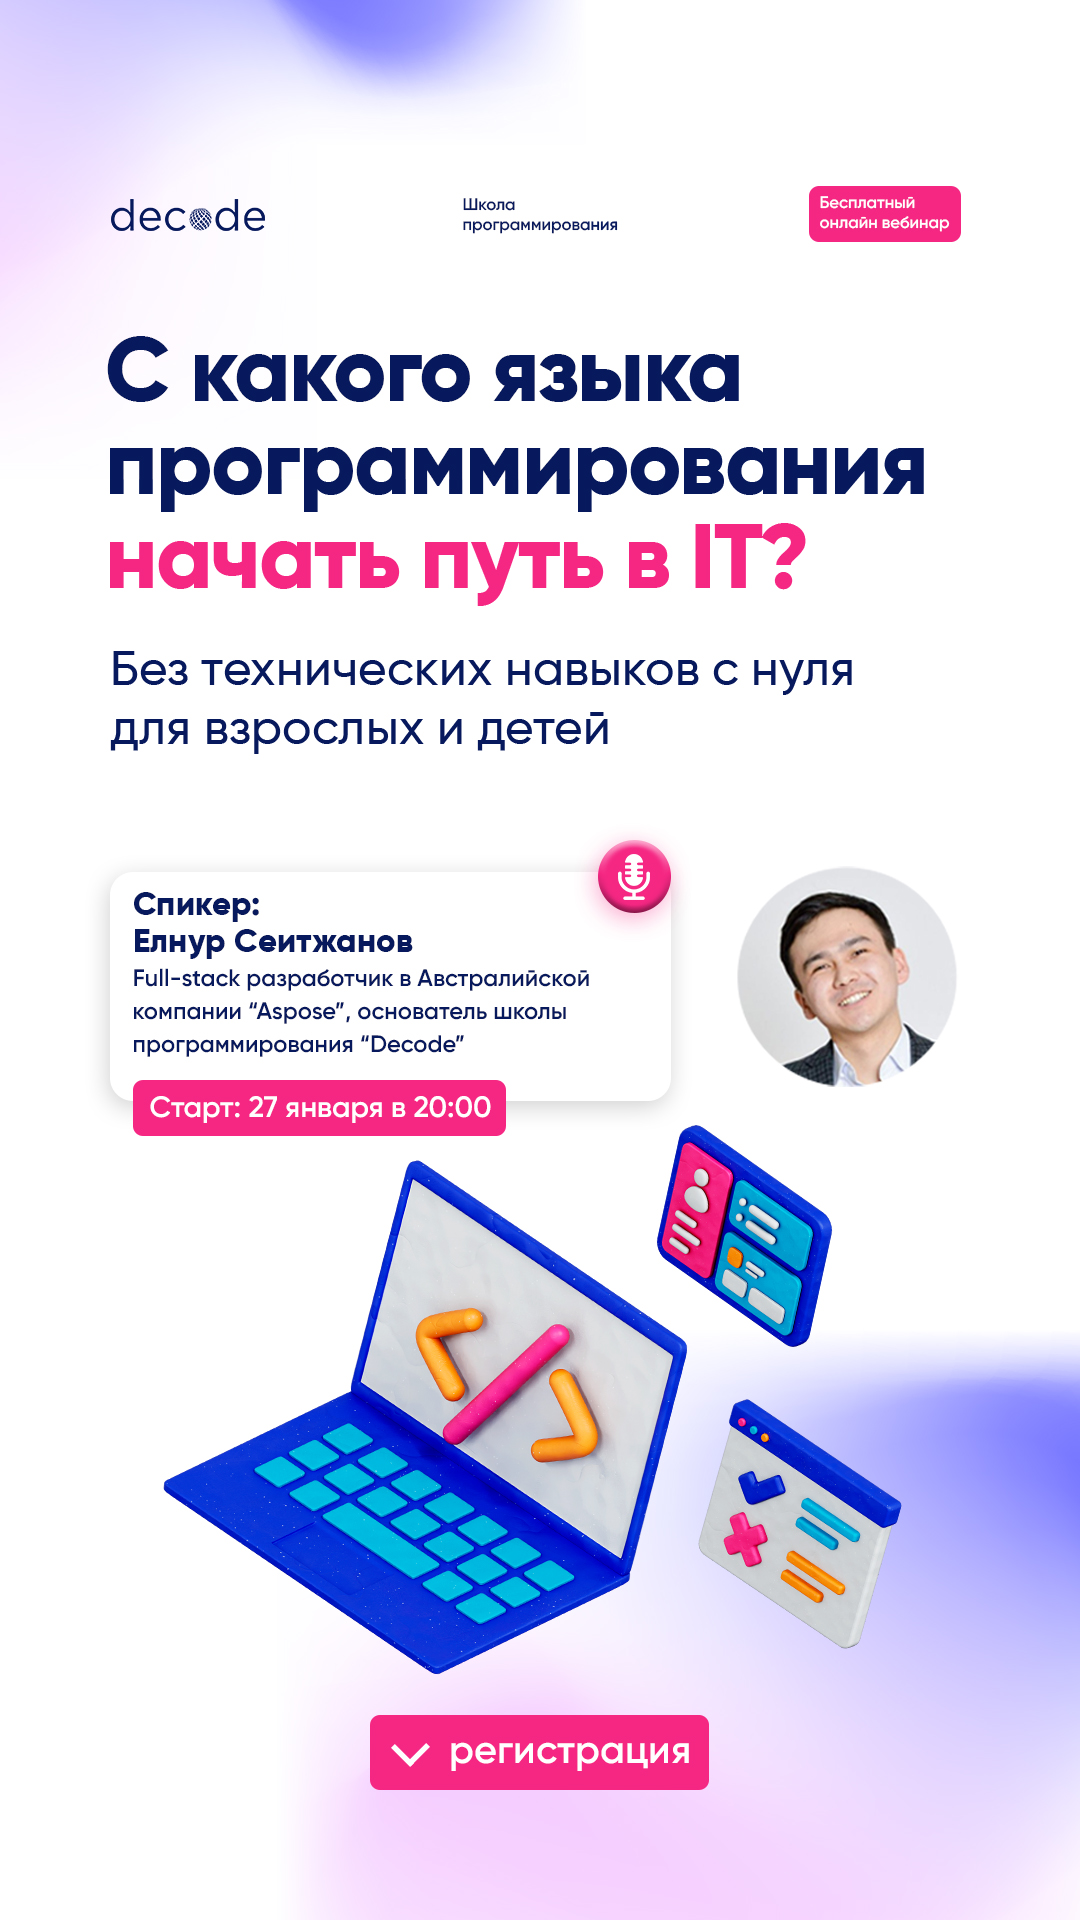 decode
Школа
программирования
Бесплатный
онлайн вебинар
С какого языка
программирования
начать путь в IT?
Без технических навыков с нуля
для взрослых и детей
Спикер:
Елнур Сеитжанов
Full-stack разработчик в Австралийской
компании “Aspose”, основатель школы
программирования “Decode”
Старт: 27 января в 20:00
регистрация